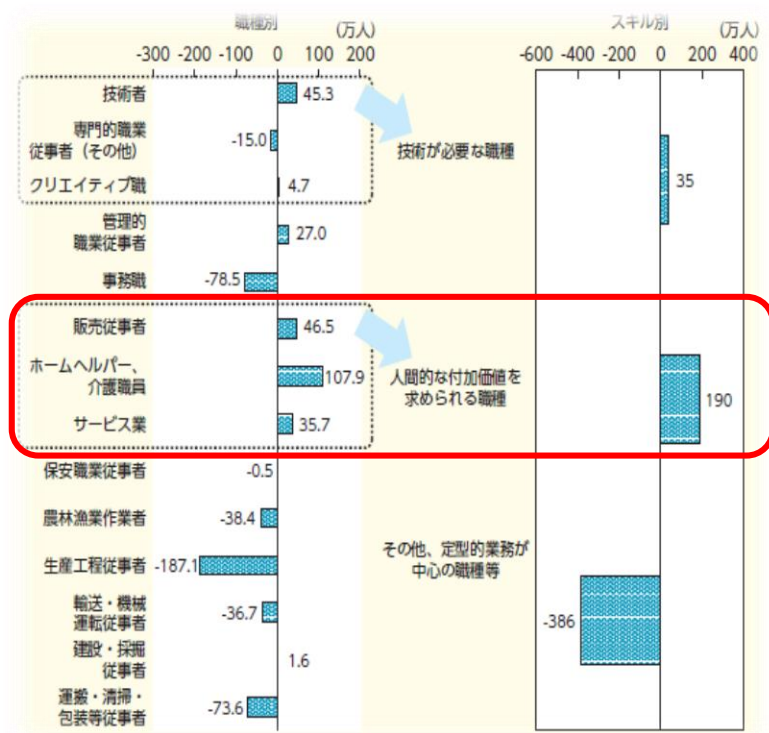 職種別
(万人)
-300 -200 -100 0 100 200
技術者
45.3
専門的職業
従事者（その他）
-15.0
クリエイティブ職
4.7
管理的
職業従事者
27.0
事務職
-78.5
販売従事者
46.5
ホームヘルパー、
介護職員
107.9
サービス業
35.7
保安職業従事者
-0.5
農林漁業作業者
-38.4
生産工程従事者
-187.1
輸送・機械
運転従事者
-36.7
建設・採掘
従事者
1.6
運搬・清掃・
包装等従事者
-73.6
スキル別
(万人)
-600 -400 -200 0 200 400
技術が必要な職種
35
人間的な付加価値を
求められる職種
190
その他、定型的業務が
中心の職種等
-386